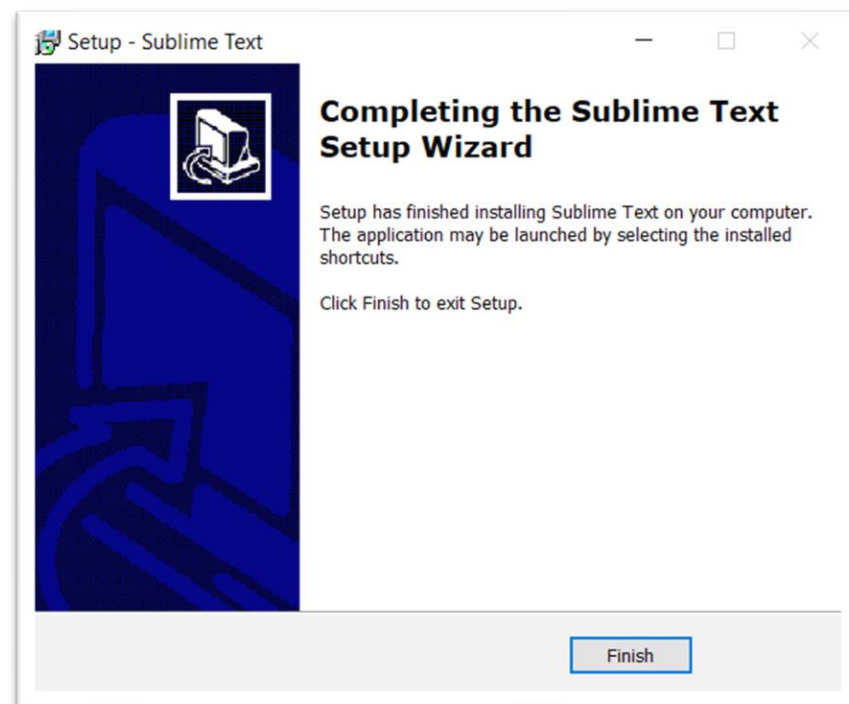 Setup - Sublime Text
Completing the Sublime Text
Setup Wizard
Setup has finished installing Sublime Text on your computer.
The application may be launched by selecting the installed
shortcuts.
Click Finish to exit Setup.
Finish